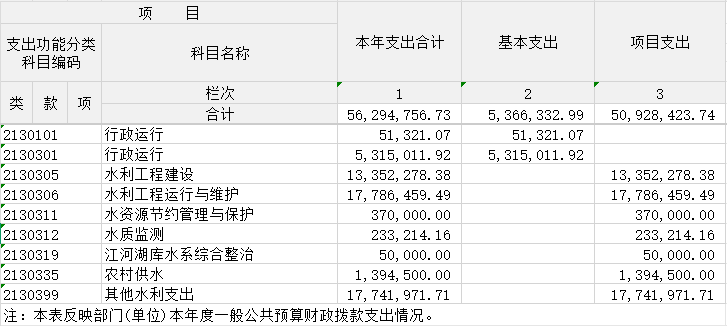 项 目
支出功能分类科目编码 科目名称 本年支出合计 基本支出 项目支出
类 款 项 栏次 1 2 3
合计 56,294,756.73 5,366,332.99 50,928,423.74
2130101 行政运行 51,321.07 51,321.07
2130301 行政运行 5,315,011.92 5,315,011.92
2130305 水利工程建设 13,352,278.38 13,352,278.38
2130306 水利工程运行与维护 17,786,459.49 17,786,459.49
2130311 水资源节约管理与保护 370,000.00 370,000.00
2130312 水质监测 233,214.16 233,214.16
2130319 江河湖库水系综合整治 50,000.00 50,000.00
2130335 农村供水 1,394,500.00 1,394,500.00
2130399 其他水利支出 17,741,971.71 17,741,971.71
注：本表反映部门(单位)本年度一般公共预算财政拨款支出情况。